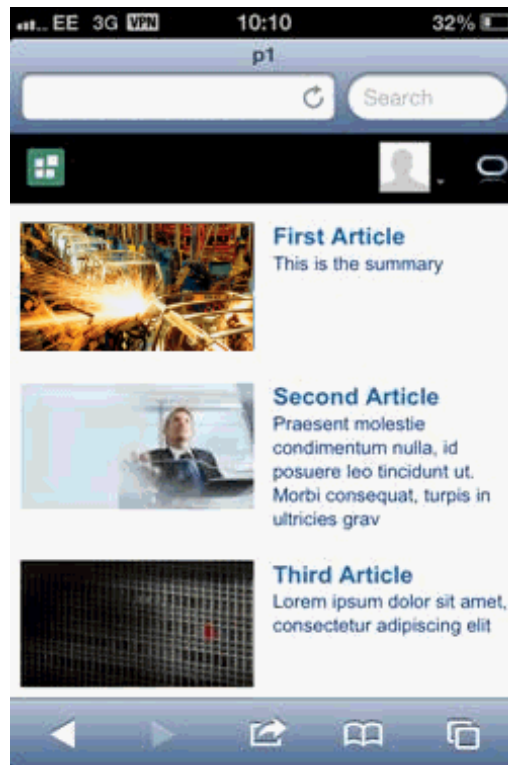 EE 3G VPN 10:10 32%
p1
Search
First Article
This is the summary
Second Article
Praesent molestie
condimentum nulla, id
posuere leo tincidunt ut.
Morbi consequat, turpis in
ultricies grav
Third Article
Lorem ipsum dolor sit amet,
consectetur adipiscing elit